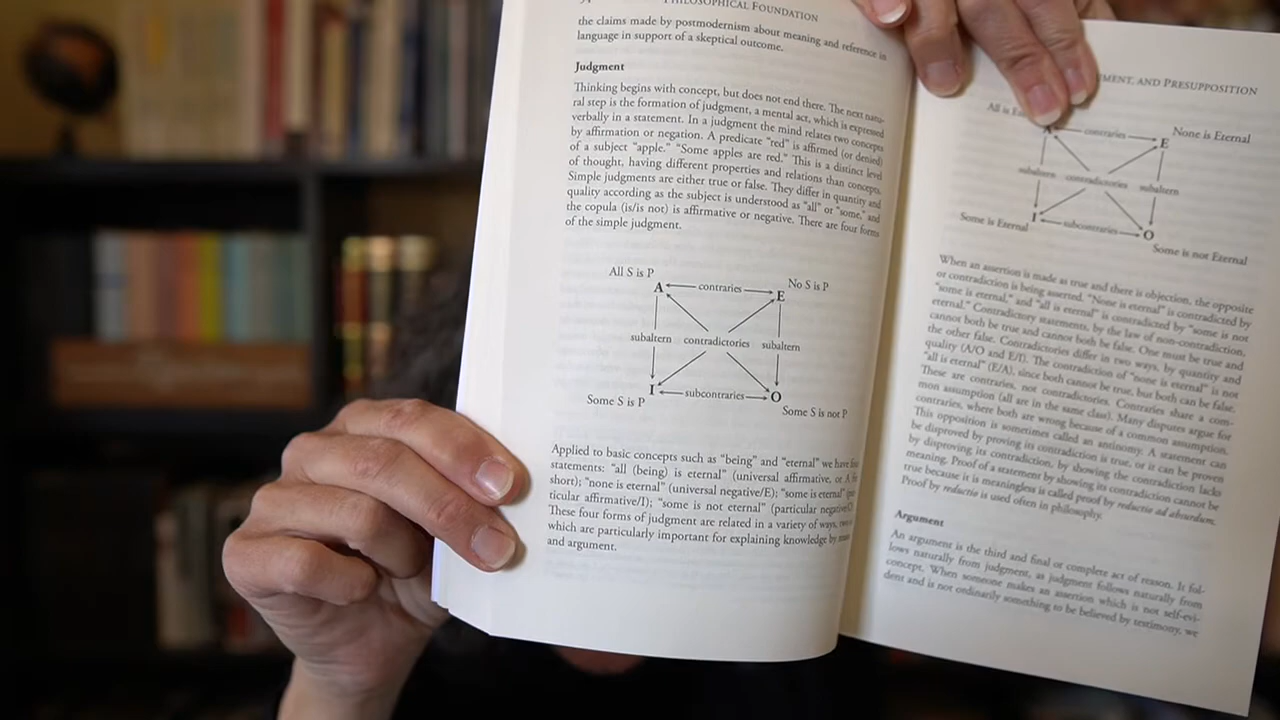 PHILOSOPHICAL FOUNDATION
the claims made by postmodernism about meaning and reference in
language in support of a skeptical outcome.
Judgment
Thinking begins with concept, but does not end there. The next natu-
ral step is the formation of judgment, a mental act, which is expressed
verbally in a statement. In a judgment the mind relates two concepts
by affirmation or negation. A predicate "red" is affirmed (or denied)
of a subject "apple." "Some apples are red." This is a distinct level
of thought, having different properties and relations than concepts.
Simple judgments are either true or false. They differ in quantity and
quality according as the subject is understood as "all" or "some," and
the copula (is/is not) is affirmative or negative. There are four forms
of the simple judgment.
All S is P
No S is P
A contraries E
subaltern contradictories subaltern
I subcontraries O
Some S is P
Some S is not P
Applied to basic concepts such as "being" and "eternal" we have
statements: "all (being) is eternal" (universal affirmative, or A
short); "none is eternal" (universal negative/E); "some is eternal"
ticular affirmative/I); "some is not eternal" (particular negative/O
These four forms of judgment are related in a variety of ways,
which are particularly important for explaining knowledge by
and argument.
MENT, AND PRESUPPOSITION
All is
None is Eternal
contraries E
subaltern contradictories subaltern
I subcontraries O
Some is Eternal
Some is not Eternal
When an assertion is made as true and there is objection, the opposite
or contradiction is being asserted. "None is eternal" is contradicted by
"some is eternal," and "all is eternal" is contradicted by "some is not
eternal." Contradictory statements, by the law of non-contradiction,
cannot both be true and cannot both be false. One must be true and
the other false. Contradictories differ in two ways, by quantity and
quality (A/O and E/I). The contradiction of "none is eternal" is not
"all is eternal" (E/A), since both cannot be true, but both can be false.
These are contraries, not contradictories. Contraries share a com-
mon assumption (all are in the same class). Many disputes argue for
contraries, where both are wrong because of a common assumption.
This opposition is sometimes called an antinomy. A statement can
be disproved by proving its contradiction is true, or it can be proven
by disproving its contradiction, by showing the contradiction lacks
meaning. Proof of a statement by showing its contradiction cannot be
true because it is meaningless is called proof by reductio ad absurdum.
Proof by reductio is used often in philosophy.
Argument
An argument is the third and final or complete act of reason. It fol-
lows naturally from judgment, as judgment follows naturally from
concept. When someone makes an assertion which is not self-evi-
dent and is not ordinarily something to be believed by testimony, we